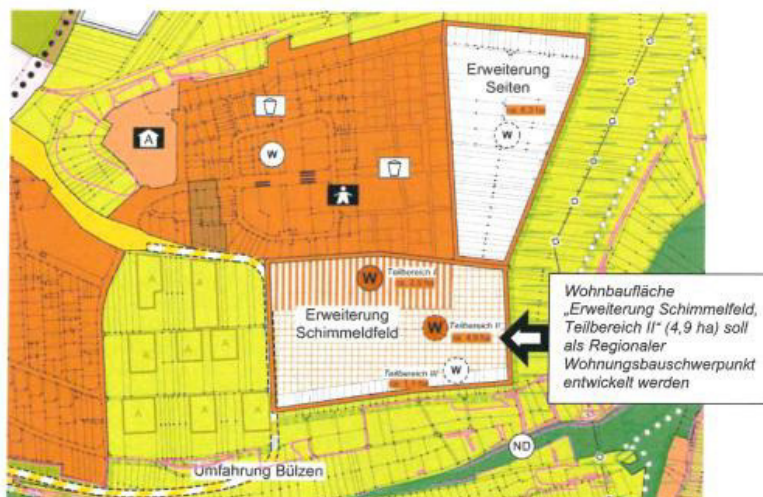 Erweiterung
Seiten
W
A
W
Teilbereich I
W
Erweiterung
Schimmeldfeld
Teilbereich II
W
ca. 4,9 ha
Teilbereich III
W
Wohnbaufläche
„Erweiterung Schimmelfeld,
Teilbereich II“ (4,9 ha) soll
als Regionaler
Wohnungsbauschwerpunkt
entwickelt werden
A
A
A
A
A
A
A
A
ND
Umfahrung Bülzen